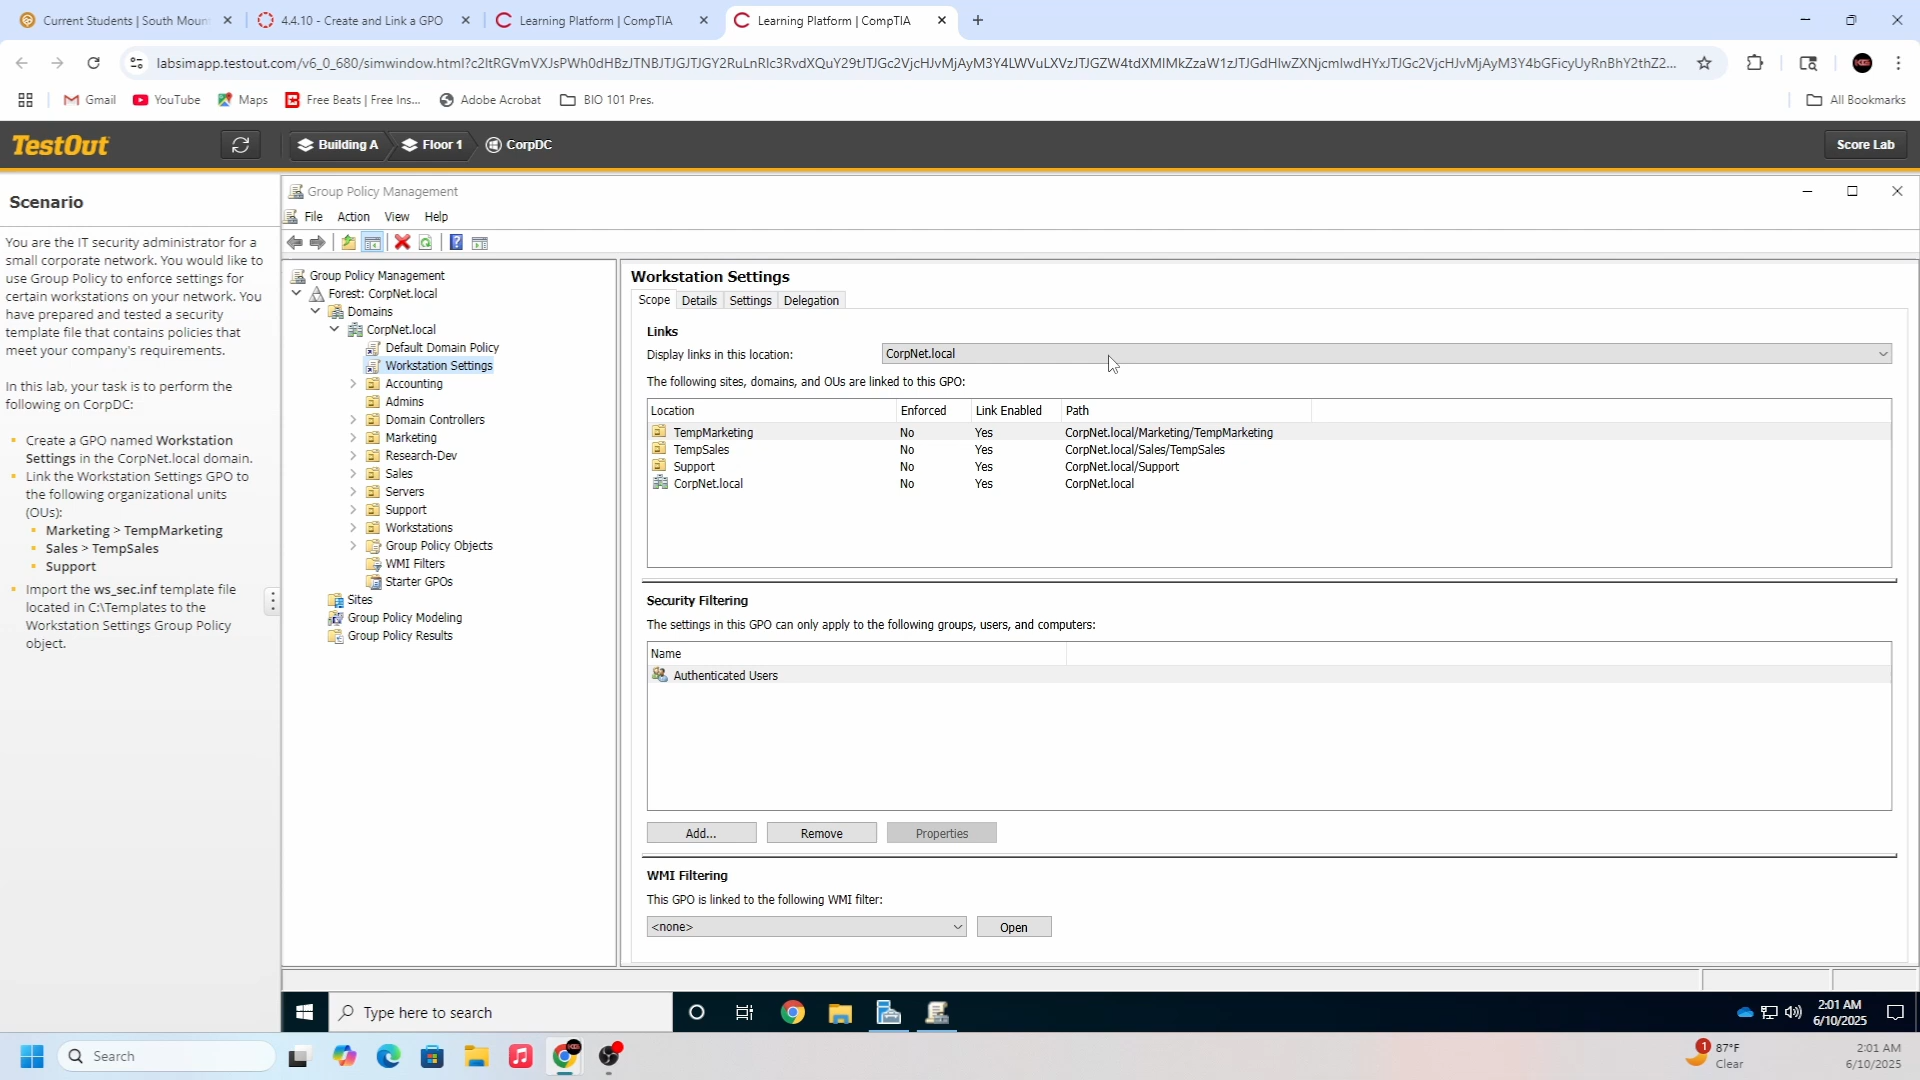 Current Students | South Moun
4.4.10 - Create and Link a GPO
Learning Platform | CompTIA
Learning Platform | CompTIA
Gmail
YouTube
Maps
Free Beats | Free Ins...
Adobe Acrobat
BIO 101 Pres.
All Bookmarks
TestOut
Building A
Floor 1
CorpDC
Score Lab
Scenario
You are the IT security administrator for a
small corporate network. You would like to
use Group Policy to enforce settings for
certain workstations on your network. You
have prepared and tested a security
template file that contains policies that
meet your company's requirements.
In this lab, your task is to perform the
following on CorpDC:
Create a GPO named Workstation
Settings in the CorpNet.local domain.
Link the Workstation Settings GPO to
the following organizational units
(OUs):
Marketing > TempMarketing
Sales > TempSales
Support
Import the ws_sec.inf template file
located in C:\Templates to the
Workstation Settings Group Policy
object.
Group Policy Management
File Action View Help
Group Policy Management
Forest: CorpNet.local
Domains
CorpNet.local
Default Domain Policy
Workstation Settings
Accounting
Admins
Domain Controllers
Marketing
Research-Dev
Sales
Servers
Support
Workstations
Group Policy Objects
WMI Filters
Starter GPOs
Sites
Group Policy Modeling
Group Policy Results
Workstation Settings
Scope Details Settings Delegation
Links
Display links in this location: CorpNet.local
The following sites, domains, and OUs are linked to this GPO:
Location Enforced Link Enabled Path
TempMarketing No Yes CorpNet.local/Marketing/TempMarketing
TempSales No Yes CorpNet.local/Sales/TempSales
Support No Yes CorpNet.local/Support
CorpNet.local No Yes CorpNet.local
Security Filtering
The settings in this GPO can only apply to the following groups, users, and computers:
Name
Authenticated Users
Add... Remove Properties
WMI Filtering
This GPO is linked to the following WMI filter:
<none> Open
Type here to search
2:01 AM
6/10/2025
Search
1
87°F
Clear
2:01 AM
6/10/2025